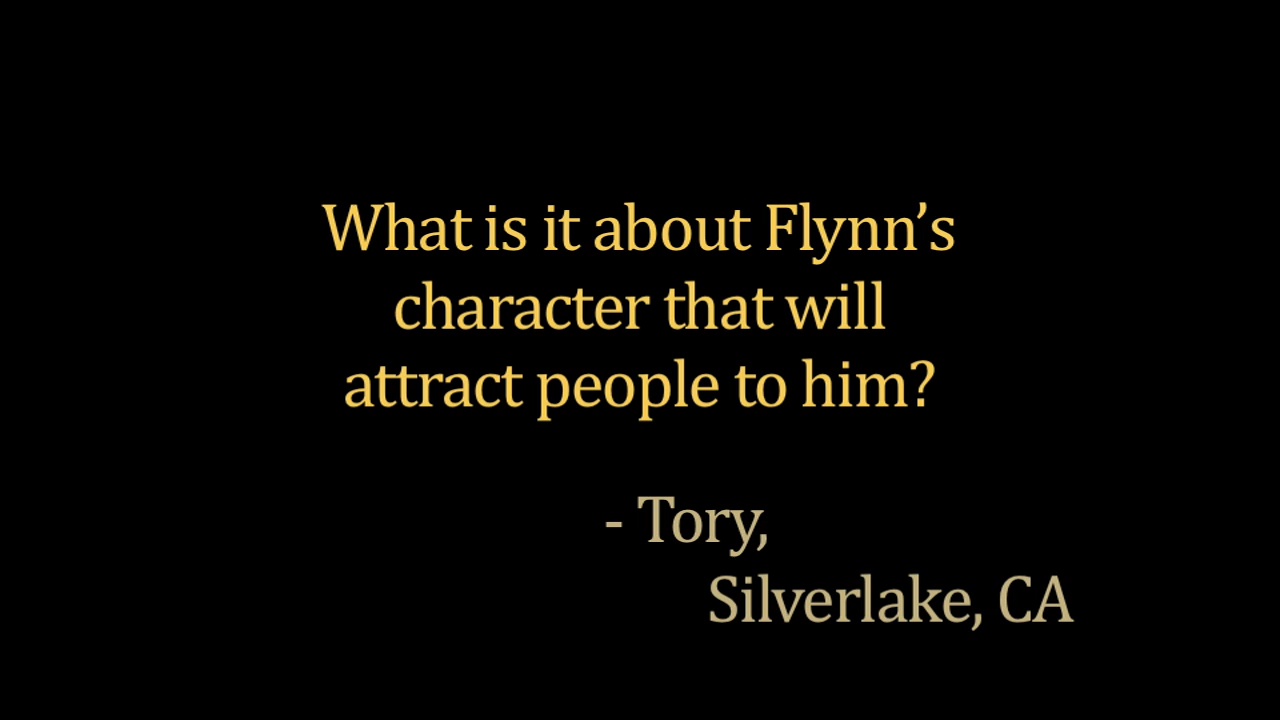 What is it about Flynn’s
character that will
attract people to him?
- Tory,
Silverlake, CA